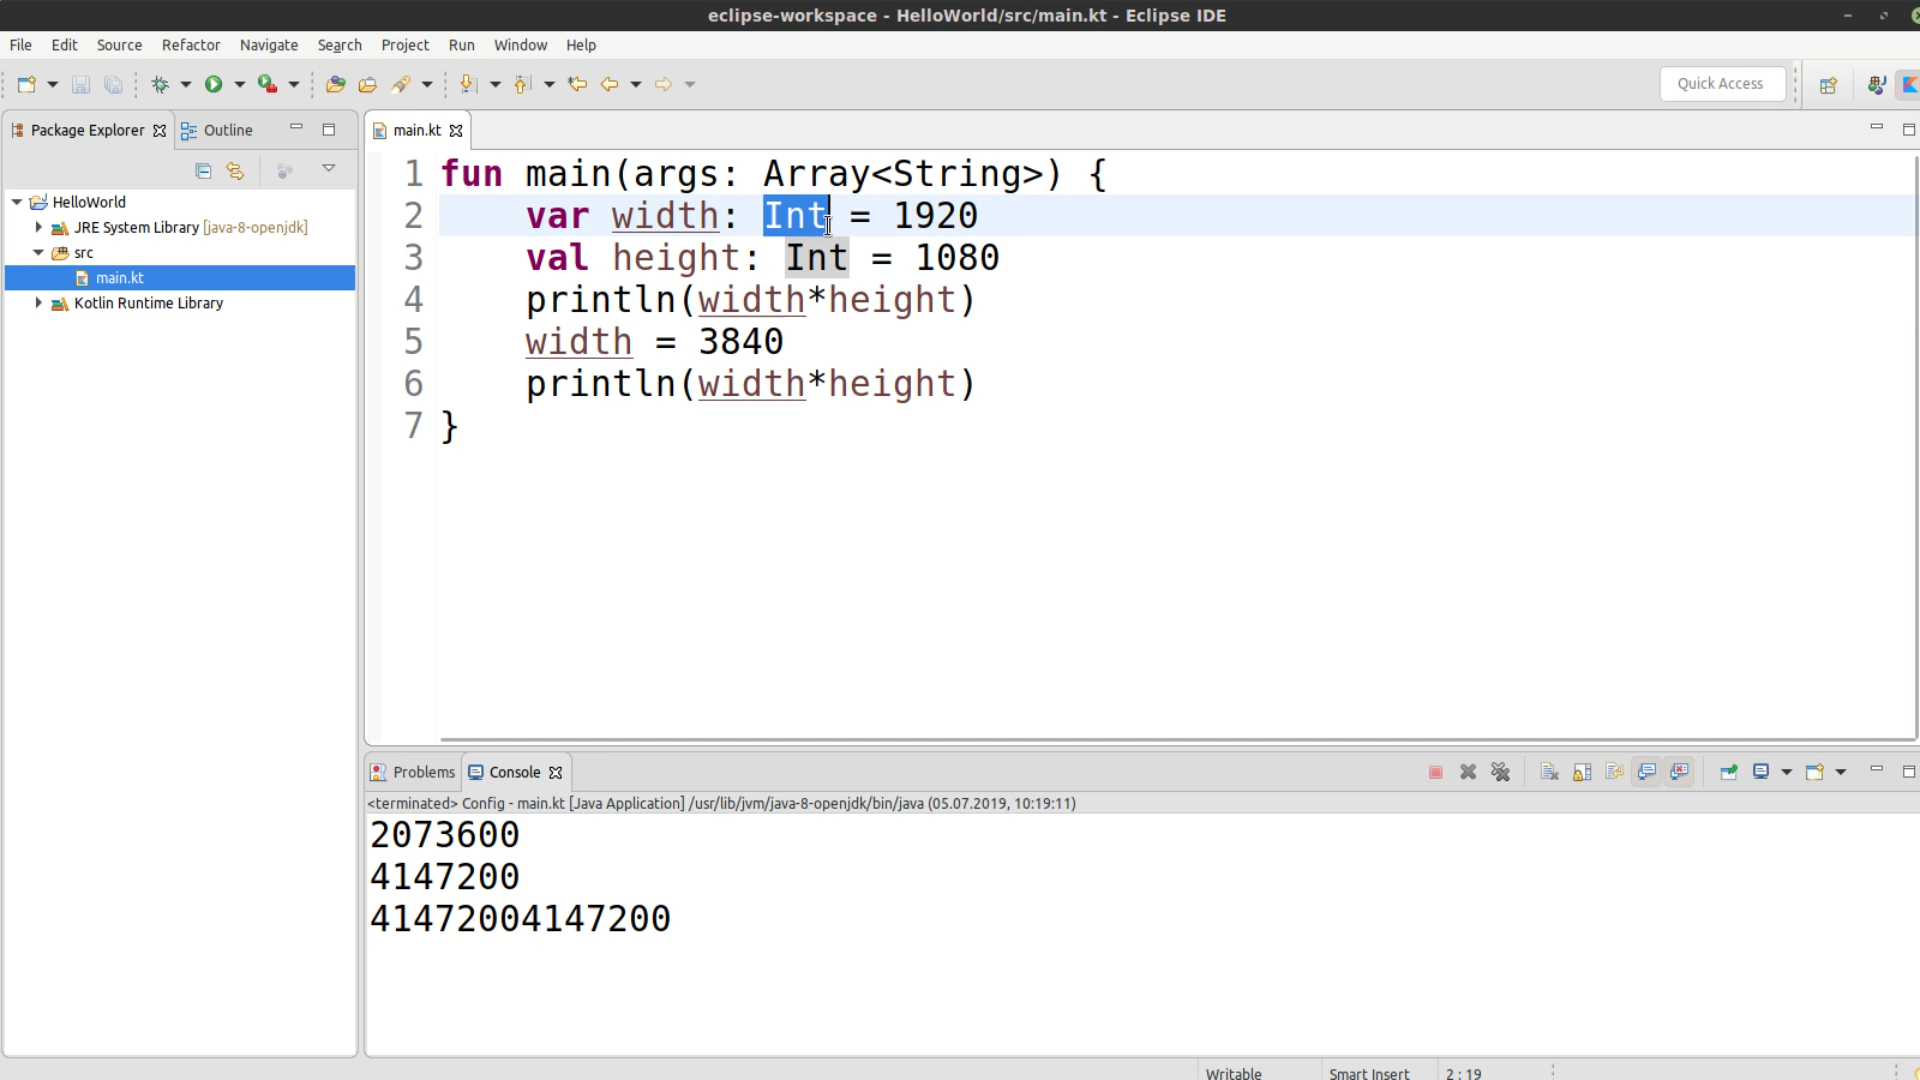 eclipse-workspace - HelloWorld/src/main.kt - Eclipse IDE
File Edit Source Refactor Navigate Search Project Run Window Help
Quick Access
Package Explorer Outline
main.kt
HelloWorld
JRE System Library [java-8-openjdk]
src
main.kt
Kotlin Runtime Library
1 fun main(args: Array<String>) {
2 var width: Int = 1920
3 val height: Int = 1080
4 println(width*height)
5 width = 3840
6 println(width*height)
7 }
Problems Console
<terminated> Config - main.kt [Java Application] /usr/lib/jvm/java-8-openjdk/bin/java (05.07.2019, 10:19:11)
2073600
4147200
41472004147200
Writable Smart Insert 2 : 19